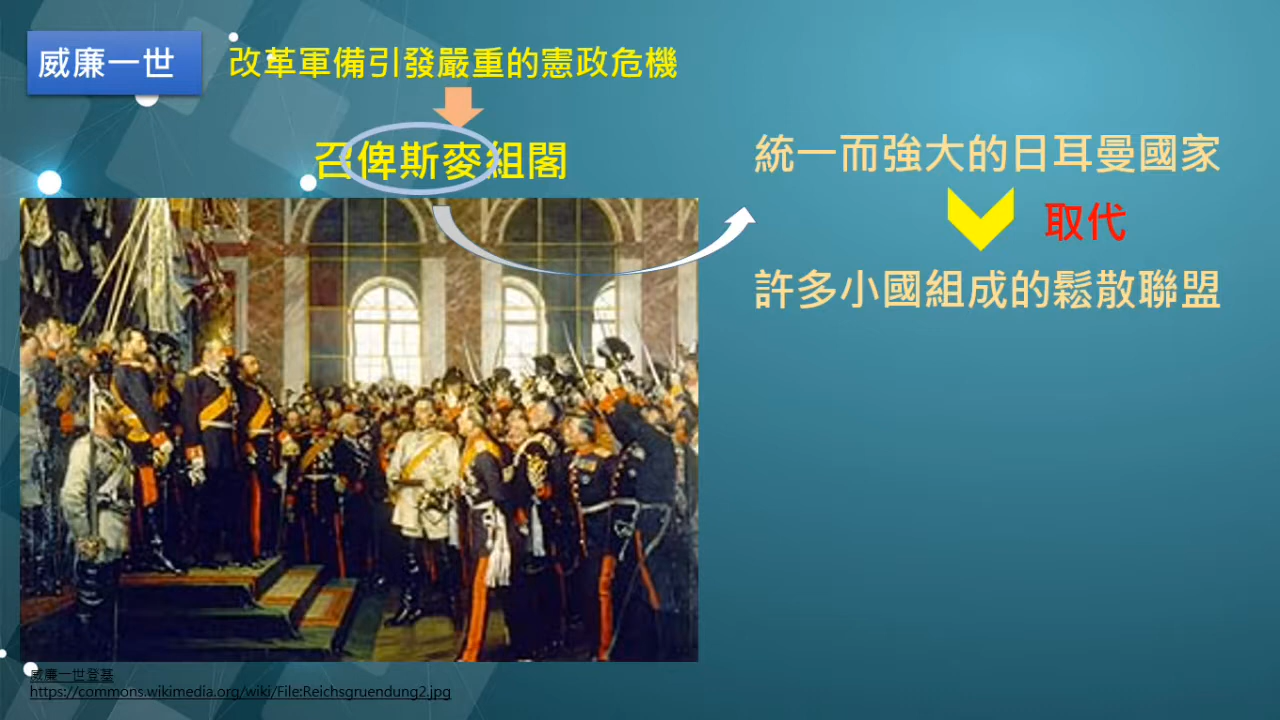 威廉一世
改革軍備引發嚴重的憲政危機
召俾斯麥組閣
統一而強大的日耳曼國家
取代
許多小國組成的鬆散聯盟
威廉一世登基
https://commons.wikimedia.org/wiki/File:Reichsgruendung2.jpg